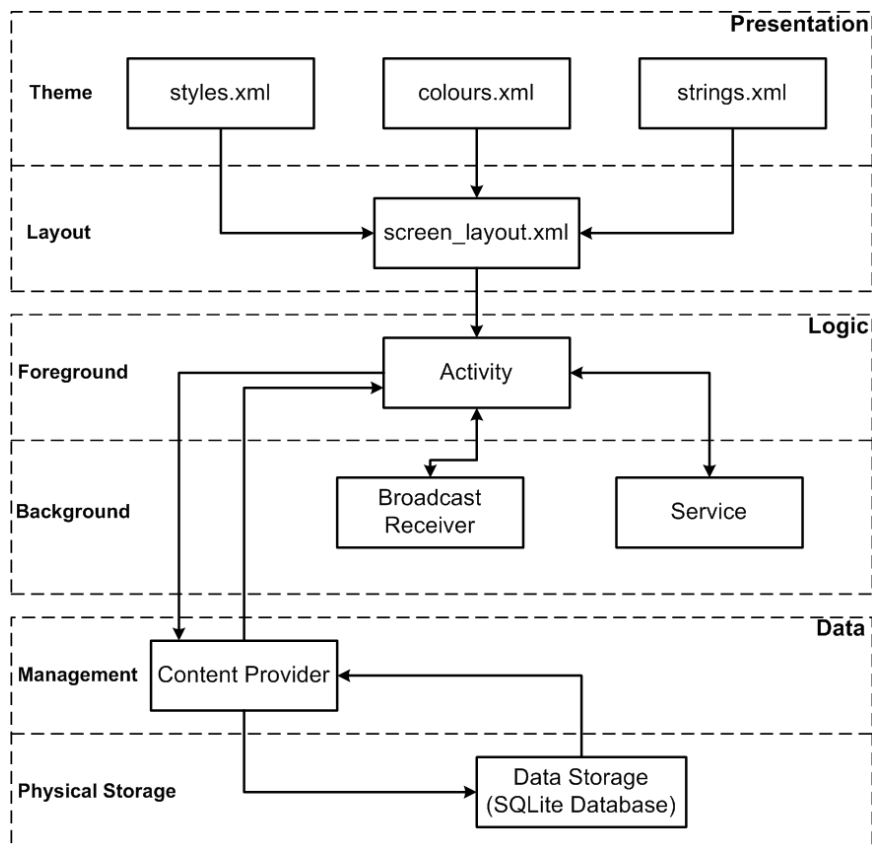 Presentation
Theme
styles.xml
colours.xml
strings.xml
Layout
screen_layout.xml
Logic
Foreground
Activity
Background
Broadcast
Receiver
Service
Data
Management
Content Provider
Physical Storage
Data Storage
(SQLite Database)